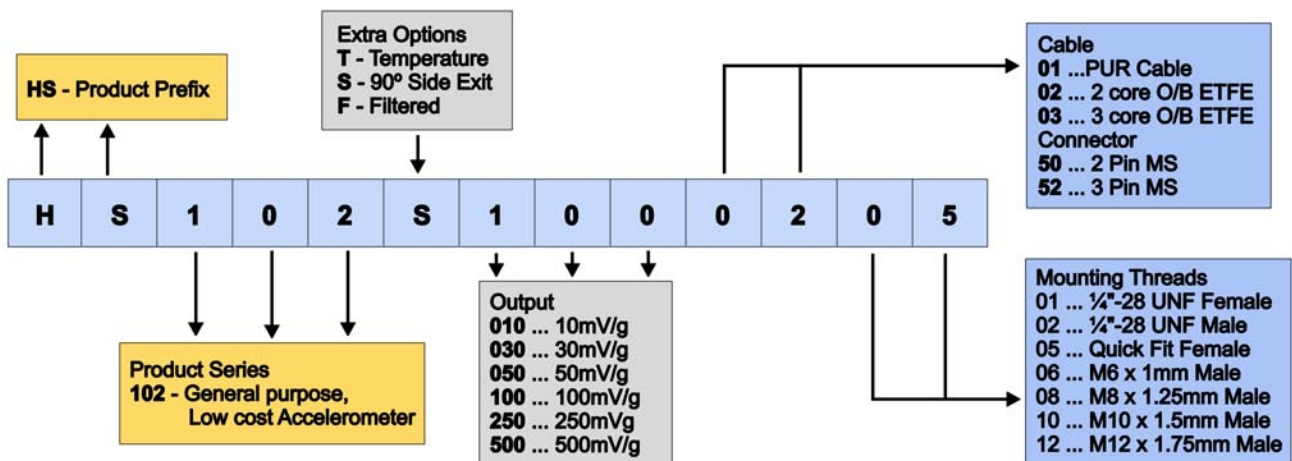 Extra Options
T - Temperature
S - 90º Side Exit
F - Filtered
HS - Product Prefix
Cable
01 ...PUR Cable
02 ... 2 core O/B ETFE
03 ... 3 core O/B ETFE
Connector
50 ... 2 Pin MS
52 ... 3 Pin MS
H S 1 0 2 S 1 0 0 0 2 0 5
Product Series
102 - General purpose,
Low cost Accelerometer
Output
010 ... 10mV/g
030 ... 30mV/g
050 ... 50mV/g
100 ... 100mV/g
250 ... 250mVg
500 ... 500mV/g
Mounting Threads
01 ... ¼"-28 UNF Female
02 ... ¼"-28 UNF Male
05 ... Quick Fit Female
06 ... M6 x 1mm Male
08 ... M8 x 1.25mm Male
10 ... M10 x 1.5mm Male
12 ... M12 x 1.75mm Male